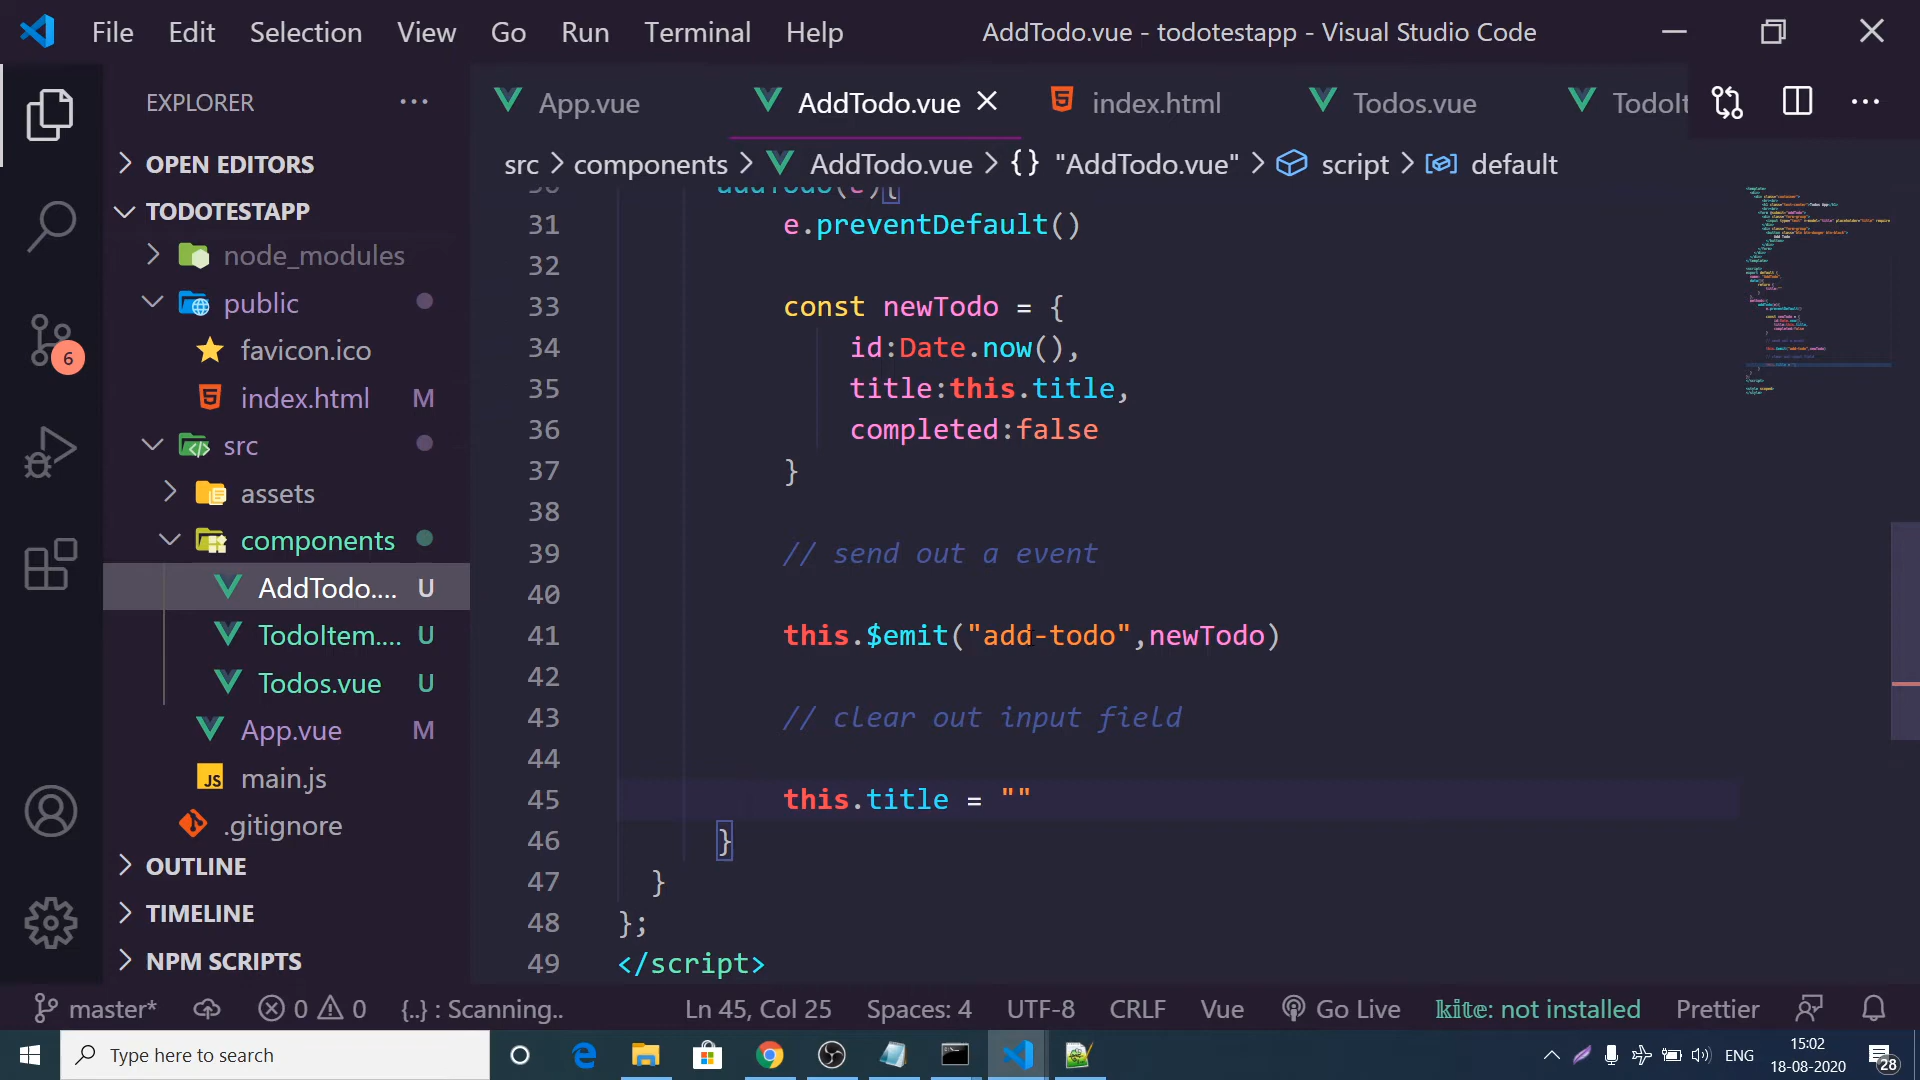 File Edit Selection View Go Run Terminal Help AddTodo.vue - todotestapp - Visual Studio Code
EXPLORER
OPEN EDITORS
TODOTESTAPP
node_modules
public
favicon.ico
index.html M
src
assets
components
AddTodo.... U
TodoItem.... U
Todos.vue U
App.vue M
main.js
.gitignore
OUTLINE
TIMELINE
NPM SCRIPTS
6
App.vue AddTodo.vue index.html Todos.vue TodoIt
src > components > AddTodo.vue > {} "AddTodo.vue" > script > default
30 addTodo(e){
31 e.preventDefault()
32
33 const newTodo = {
34 id:Date.now(),
35 title:this.title,
36 completed:false
37 }
38
39 // send out a event
40
41 this.$emit("add-todo",newTodo)
42
43 // clear out input field
44
45 this.title = ""
46 }
47 }
48 };
49 </script>
master* 0 0 {..} : Scanning.. Ln 45, Col 25 Spaces: 4 UTF-8 CRLF Vue Go Live kite: not installed Prettier
Type here to search
ENG
15:02
18-08-2020
28